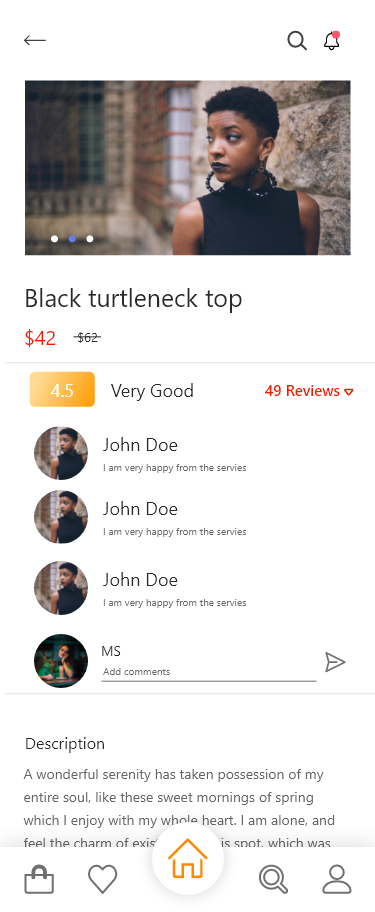 Black turtleneck top
$42 $62
4.5 Very Good 49 Reviews
John Doe
I am very happy from the servies
John Doe
I am very happy from the servies
John Doe
I am very happy from the servies
MS
Add comments
Description
A wonderful serenity has taken possession of my
entire soul, like these sweet mornings of spring
which I enjoy with my whole heart. I am alone, and
feel the charm of is spot, which was